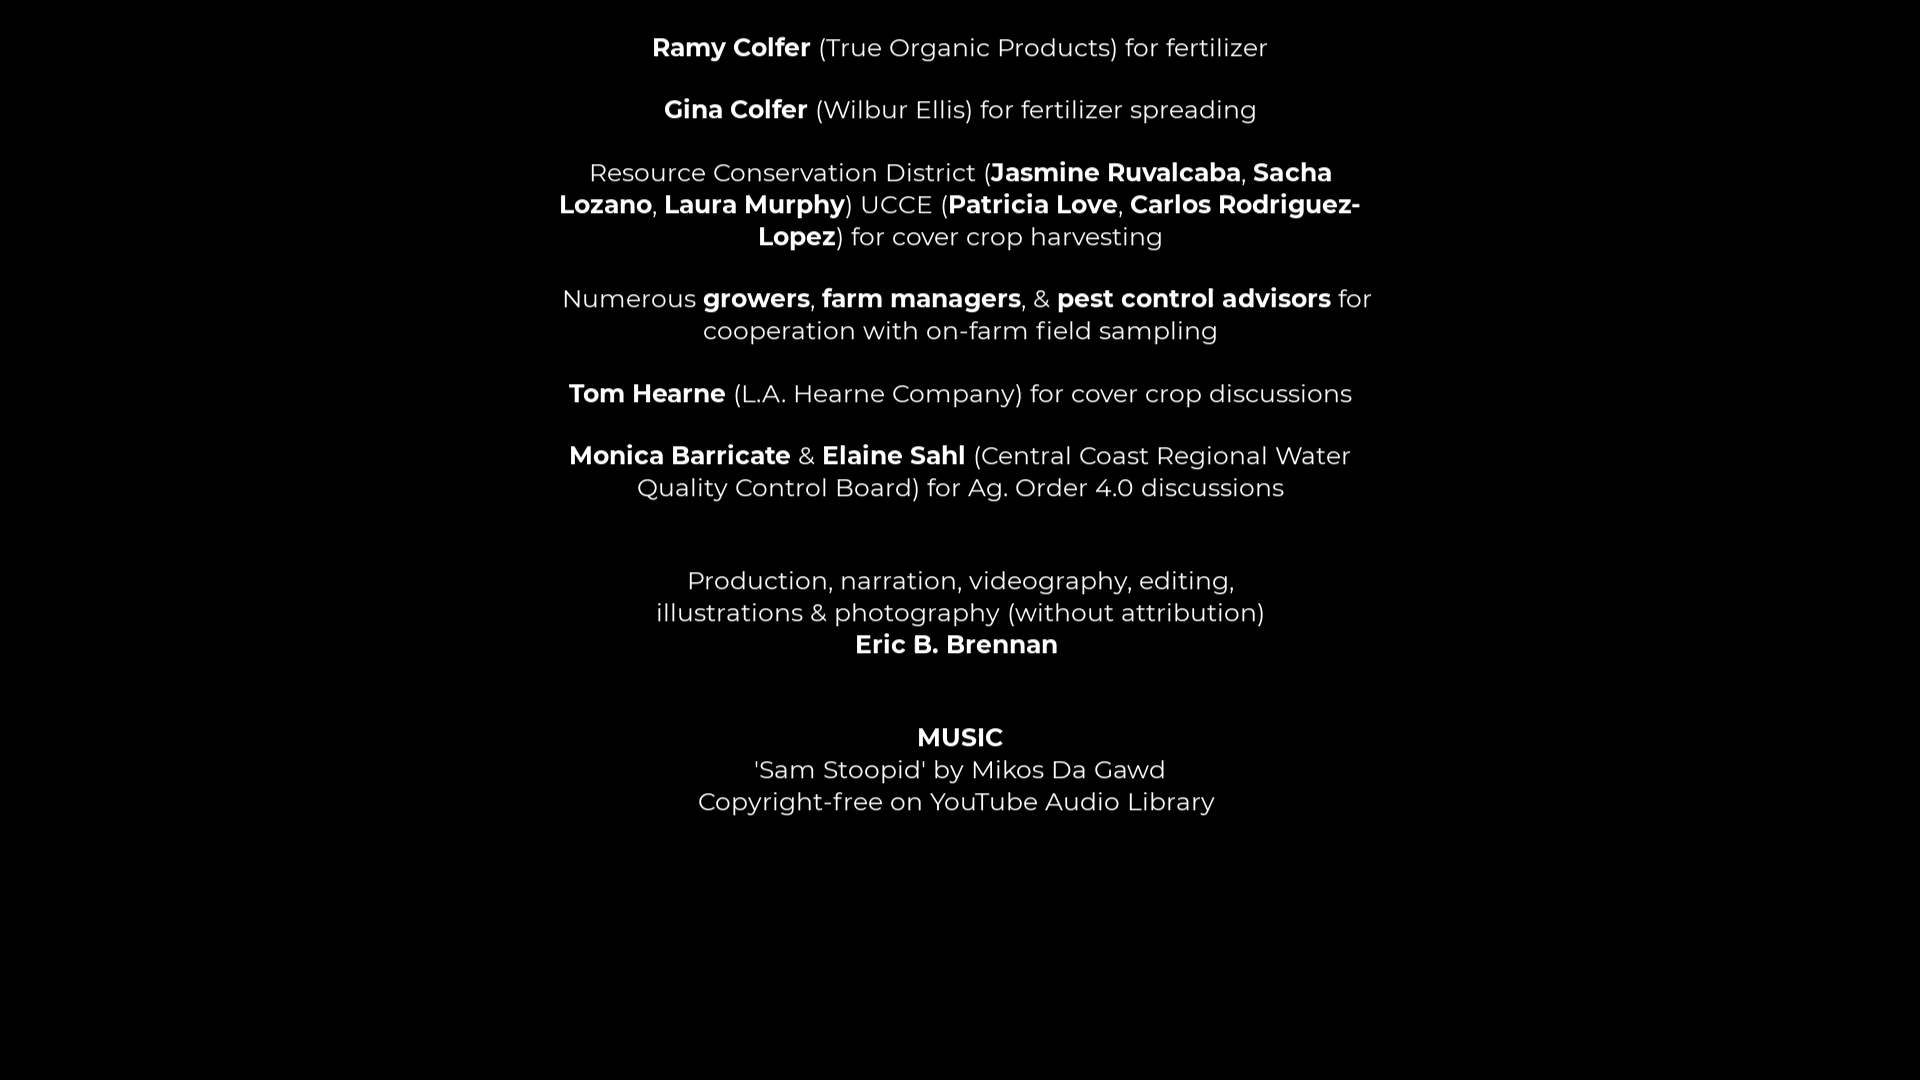 Ramy Colfer (True Organic Products) for fertilizer
Gina Colfer (Wilbur Ellis) for fertilizer spreading
Resource Conservation District (Jasmine Ruvalcaba, Sacha
Lozano, Laura Murphy) UCCE (Patricia Love, Carlos Rodriguez-
Lopez) for cover crop harvesting
Numerous growers, farm managers, & pest control advisors for
cooperation with on-farm field sampling
Tom Hearne (L.A. Hearne Company) for cover crop discussions
Monica Barricate & Elaine Sahl (Central Coast Regional Water
Quality Control Board) for Ag. Order 4.0 discussions
Production, narration, videography, editing,
illustrations & photography (without attribution)
Eric B. Brennan
MUSIC
'Sam Stoopid' by Mikos Da Gawd
Copyright-free on YouTube Audio Library